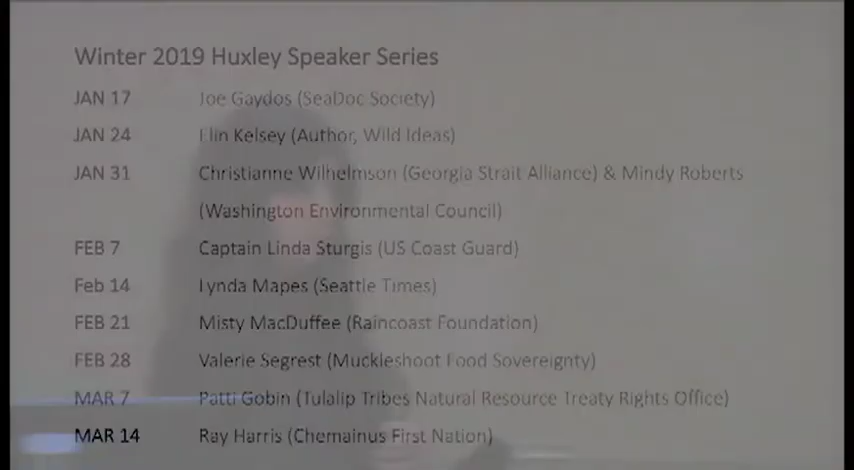 Winter 2019 Huxley Speaker Series
JAN 17 Joe Gaydos (SeaDoc Society)
JAN 24 Elin Kelsey (Author, Wild Ideas)
JAN 31 Christianne Wilhelmson (Georgia Strait Alliance) & Mindy Roberts
(Washington Environmental Council)
FEB 7 Captain Linda Sturgis (US Coast Guard)
Feb 14 Lynda Mapes (Seattle Times)
FEB 21 Misty MacDuffee (Raincoast Foundation)
FEB 28 Valerie Segrest (Muckleshoot Food Sovereignty)
MAR 7 Patti Gobin (Tulalip Tribes Natural Resource Treaty Rights Office)
MAR 14 Ray Harris (Chemainus First Nation)